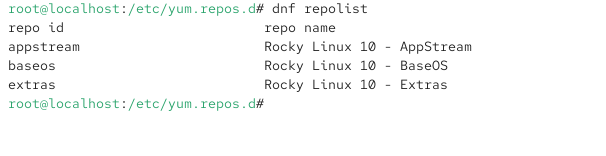 root@localhost:/etc/yum.repos.d# dnf repolist
repo id                         repo name
appstream                       Rocky Linux 10 - AppStream
baseos                          Rocky Linux 10 - BaseOS
extras                          Rocky Linux 10 - Extras
root@localhost:/etc/yum.repos.d#